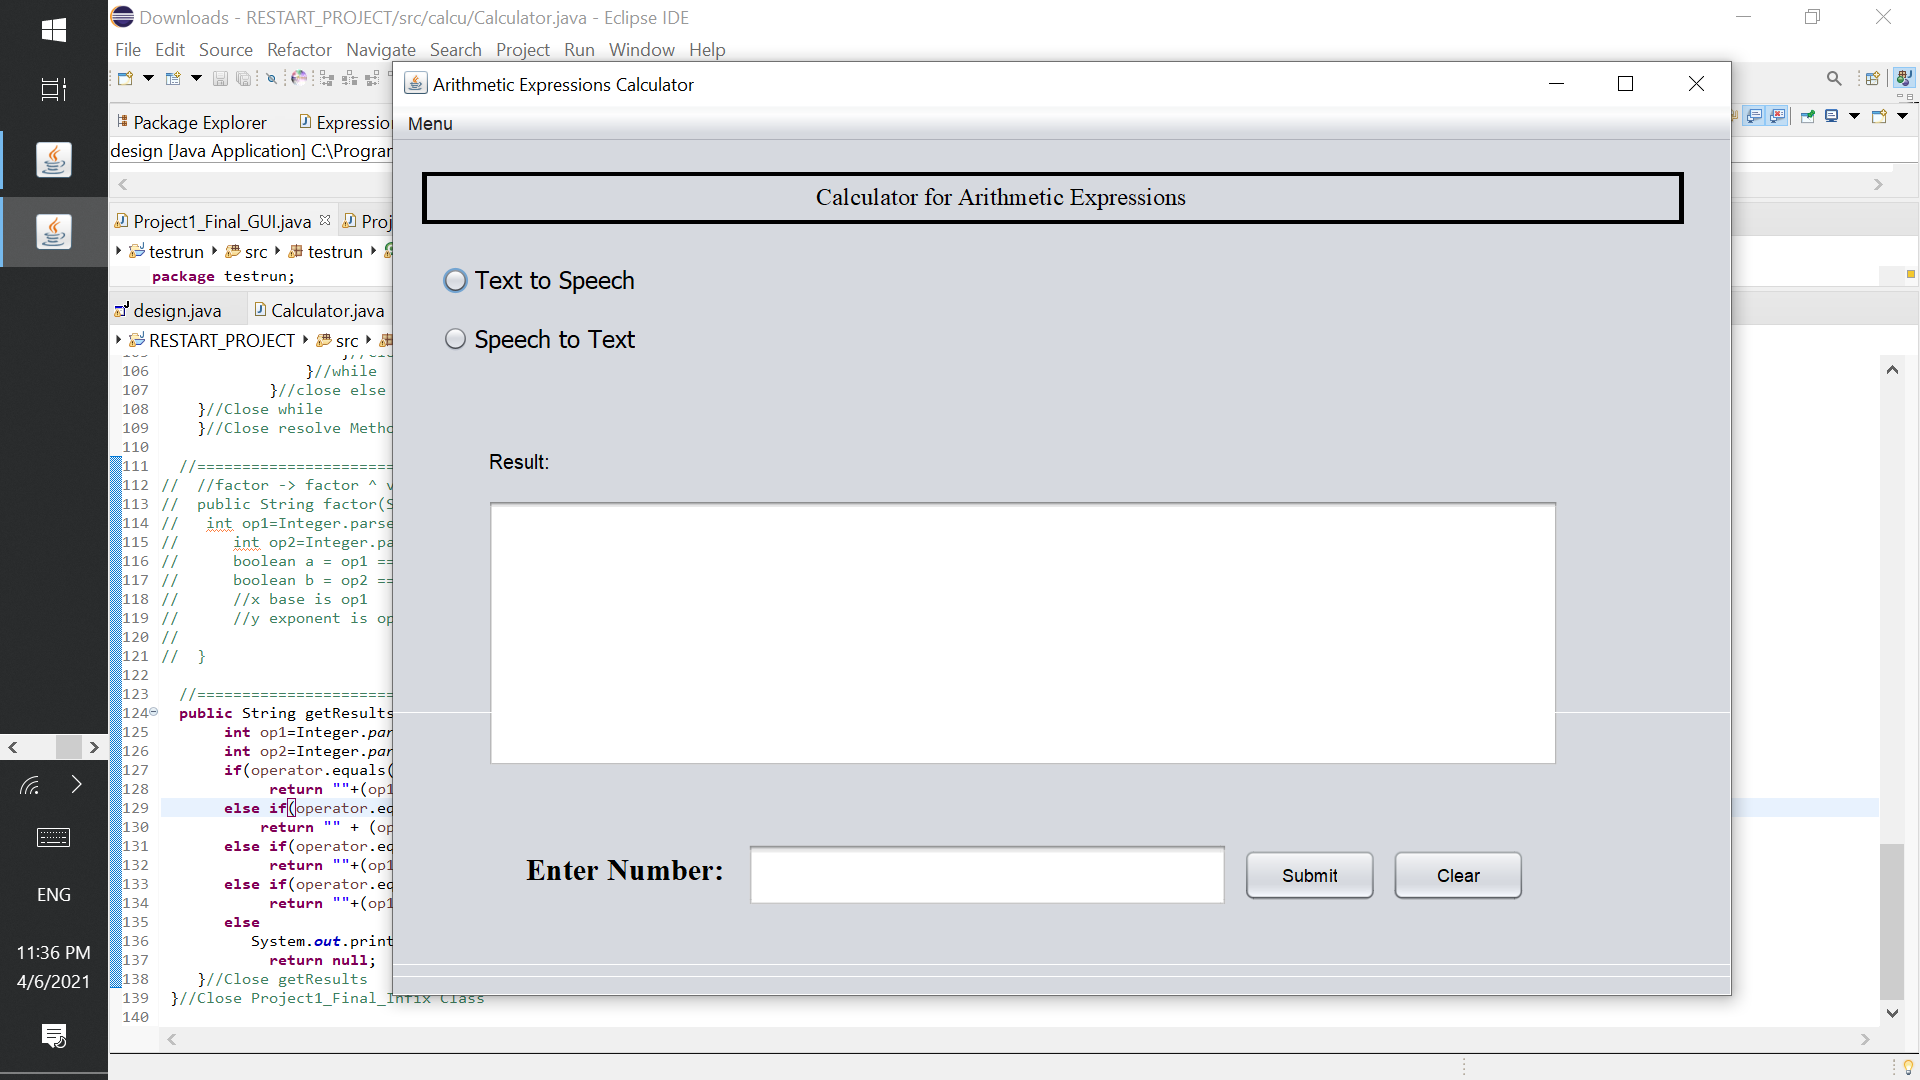 Downloads - RESTART_PROJECT/src/calcu/Calculator.java - Eclipse IDE
File Edit Source Refactor Navigate Search Project Run Window Help
Arithmetic Expressions Calculator
Menu
Package Explorer
design [Java Application]
Project1_Final_GUI.java
testrun src testrun
package testrun;
design.java Calculator.java
RESTART_PROJECT src
Calculator for Arithmetic Expressions
Text to Speech
Speech to Text
Result:
Enter Number:
Submit
Clear
106 }//while
107 }//close else
108 }//Close while
109 }//Close resolve
110
111 //======================
112 // //factor -> factor ^
113 // public String factor(
114 // int op1=Integer.parse
115 // int op2=Integer.pa
116 // boolean a = op1 ==
117 // boolean b = op2 ==
118 // //x base is op1
119 // //y exponent is op
120 //
121 // }
122
123 //======================
124 public String getResults
125 int op1=Integer.par
126 int op2=Integer.par
127 if(operator.equals(
128 return ""+(op1
129 else if(operator.eq
130 return "" + (op
131 else if(operator.eq
132 return ""+(op1
133 else if(operator.eq
134 return ""+(op1
135 else
136 System.out.print
137 return null;
138 }//Close getResults
139 }//Close Project1_Final_Infix Class
140
ENG
11:36 PM
4/6/2021